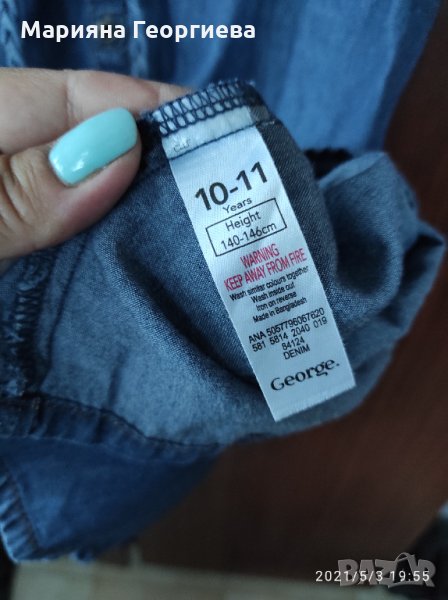 Марияна Георгиева
10-11
Years
Height
140-146cm
WARNING
KEEP AWAY FROM FIRE
Wash similar colours together
Wash inside out
Iron on reverse
Made in Bangladesh
ANA 5057796067620
581 5814 2040 019
54124
DENIM
George.
BAZAR
2021/5/3 19:55